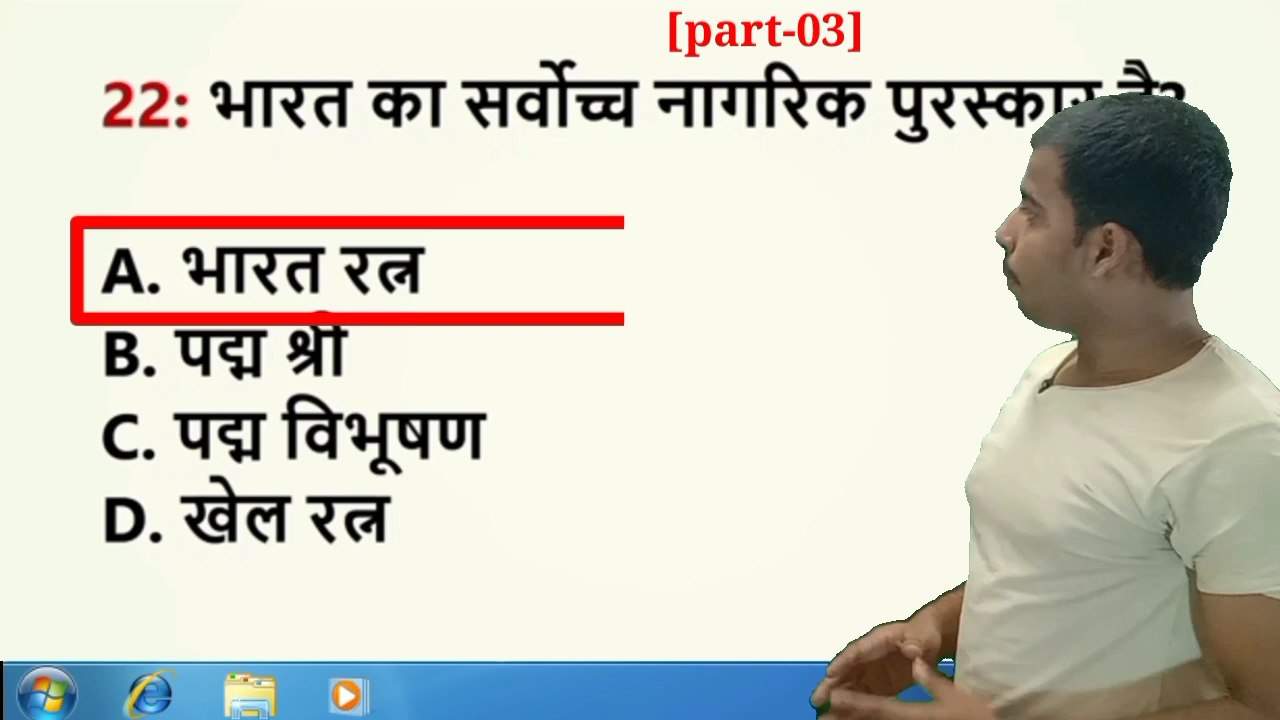 [part-03]
22: भारत का सर्वोच्च नागरिक पुरस्कार है?
A. भारत रत्न
B. पद्म श्री
C. पद्म विभूषण
D. खेल रत्न